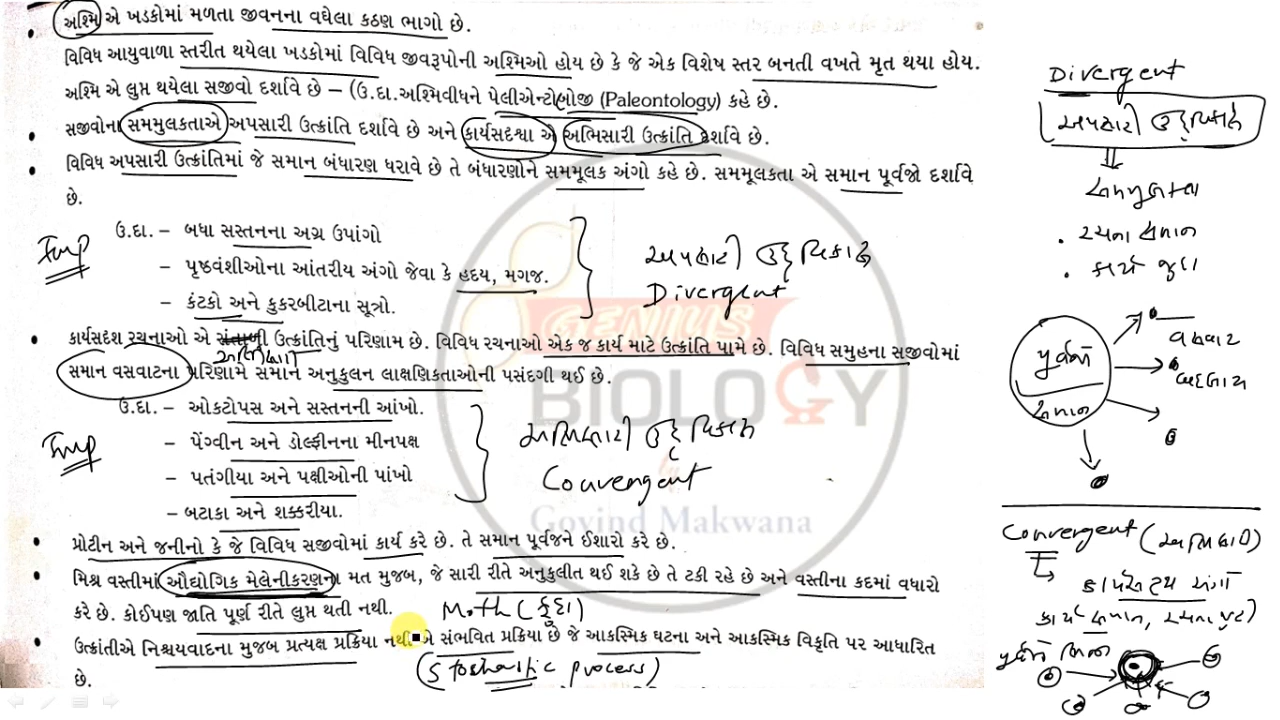 • અશ્મિ એ ખડકોમાં મળતા જીવનના વઘેલા કઠણ ભાગો છે.
વિવિધ આયુવાળા સ્તરીત થયેલા ખડકોમાં વિવિધ જીવરૂપોની અશ્મિઓ હોય છે કે જે એક વિશેષ સ્તર બનતી વખતે મૃત થયા હોય.
અશ્મિ એ લુપ્ત થયેલા સજીવો દર્શાવે છે – (ઉ.દા.અશ્મિવીધને પેલીએન્ટોલોજી (Paleontology) કહે છે.
• સજીવોના સમમુલકતાએ અપસારી ઉત્કાંતિ દર્શાવે છે અને કાર્યસદશ્વા એ અભિસારી ઉત્કાંતિ દર્શાવે છે.
• વિવિધ અપસારી ઉત્કાંતિમાં જે સમાન બંધારણ ધરાવે છે તે બંધારણોને સમમૂલક અંગો કહે છે. સમમૂલકતા એ સમાન પૂર્વજો દર્શાવે
છે.
ઉ.દા. – બધા સસ્તનના અગ્ર ઉપાંગો
– પૃષ્ઠવંશીઓના આંતરીય અંગો જેવા કે હદય, મગજ.
– કંટકો અને કુકરબીટાના સૂત્રો.
Imp
અપસારી ઉદ્દવિકાસ
Divergent
• કાર્યસદશ રચનાઓ એ ઉત્કાંતિનું પરિણામ છે. વિવિધ રચનાઓ એક જ કાર્ય માટે ઉત્કાંતિ પામે છે. વિવિધ સમુહના સજીવોમાં
સમાન વસવાટના પરિણામે સમાન અનુકુલન લાક્ષણિકતાઓની પસંદગી થઈ છે.
ઉ.દા. – ઓકટોપસ અને સસ્તનની આંખો.
– પેંગ્વીન અને ડોલ્ફીનના મીનપક્ષ
– પતંગીયા અને પક્ષીઓની પાંખો
– બટાકા અને શક્કરીયા.
Imp
અભિસારી ઉદ્દવિકાસ
Convergent
GENIUS
BIOLOGY
by
Govind Makwana
• પ્રોટીન અને જનીનો કે જે વિવિધ સજીવોમાં કાર્ય કરે છે. તે સમાન પૂર્વજને ઈશારો કરે છે.
• મિશ્ર વસ્તીમાં ઔદ્યોગિક મેલેનીકરણના મત મુજબ, જે સારી રીતે અનુકુલીત થઈ શકે છે તે ટકી રહે છે અને વસ્તીના કદમાં વધારો
કરે છે. કોઈપણ જાતિ પૂર્ણ રીતે લુપ્ત થતી નથી.
Moth (ફુદા)
• ઉત્કાંતીએ નિશ્ચયવાદના મુજબ પ્રત્યક્ષ પ્રક્રિયા નથી એ સંભવિત પ્રક્રિયા છે જે આકસ્મિક ઘટના અને આકસ્મિક વિકૃતિ પર આધારિત
છે.
(Stochastic process)
Divergent
અપસારી ઉદ્દવિકાસ
સમમુલકતા
. રચના સમાન
. કાર્યો જુદા
પુર્વજો
સમાન
Convergent (અભિસારી)
કાર્યસદૃશ્ય અંગો
કાર્ય સમાન, રચના જુદી
પુર્વજો ભિન્ન